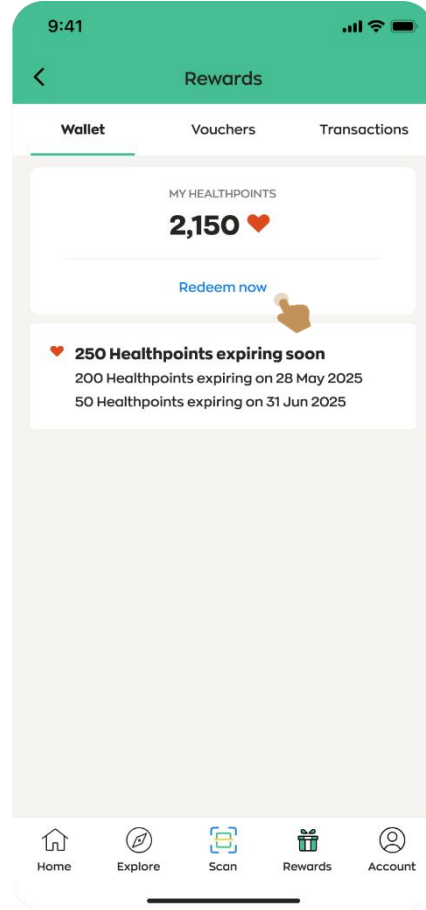 9:41
Rewards
Wallet Vouchers Transactions
MY HEALTHPOINTS
2,150
Redeem now
250 Healthpoints expiring soon
200 Healthpoints expiring on 28 May 2025
50 Healthpoints expiring on 31 Jun 2025
Home Explore Scan Rewards Account